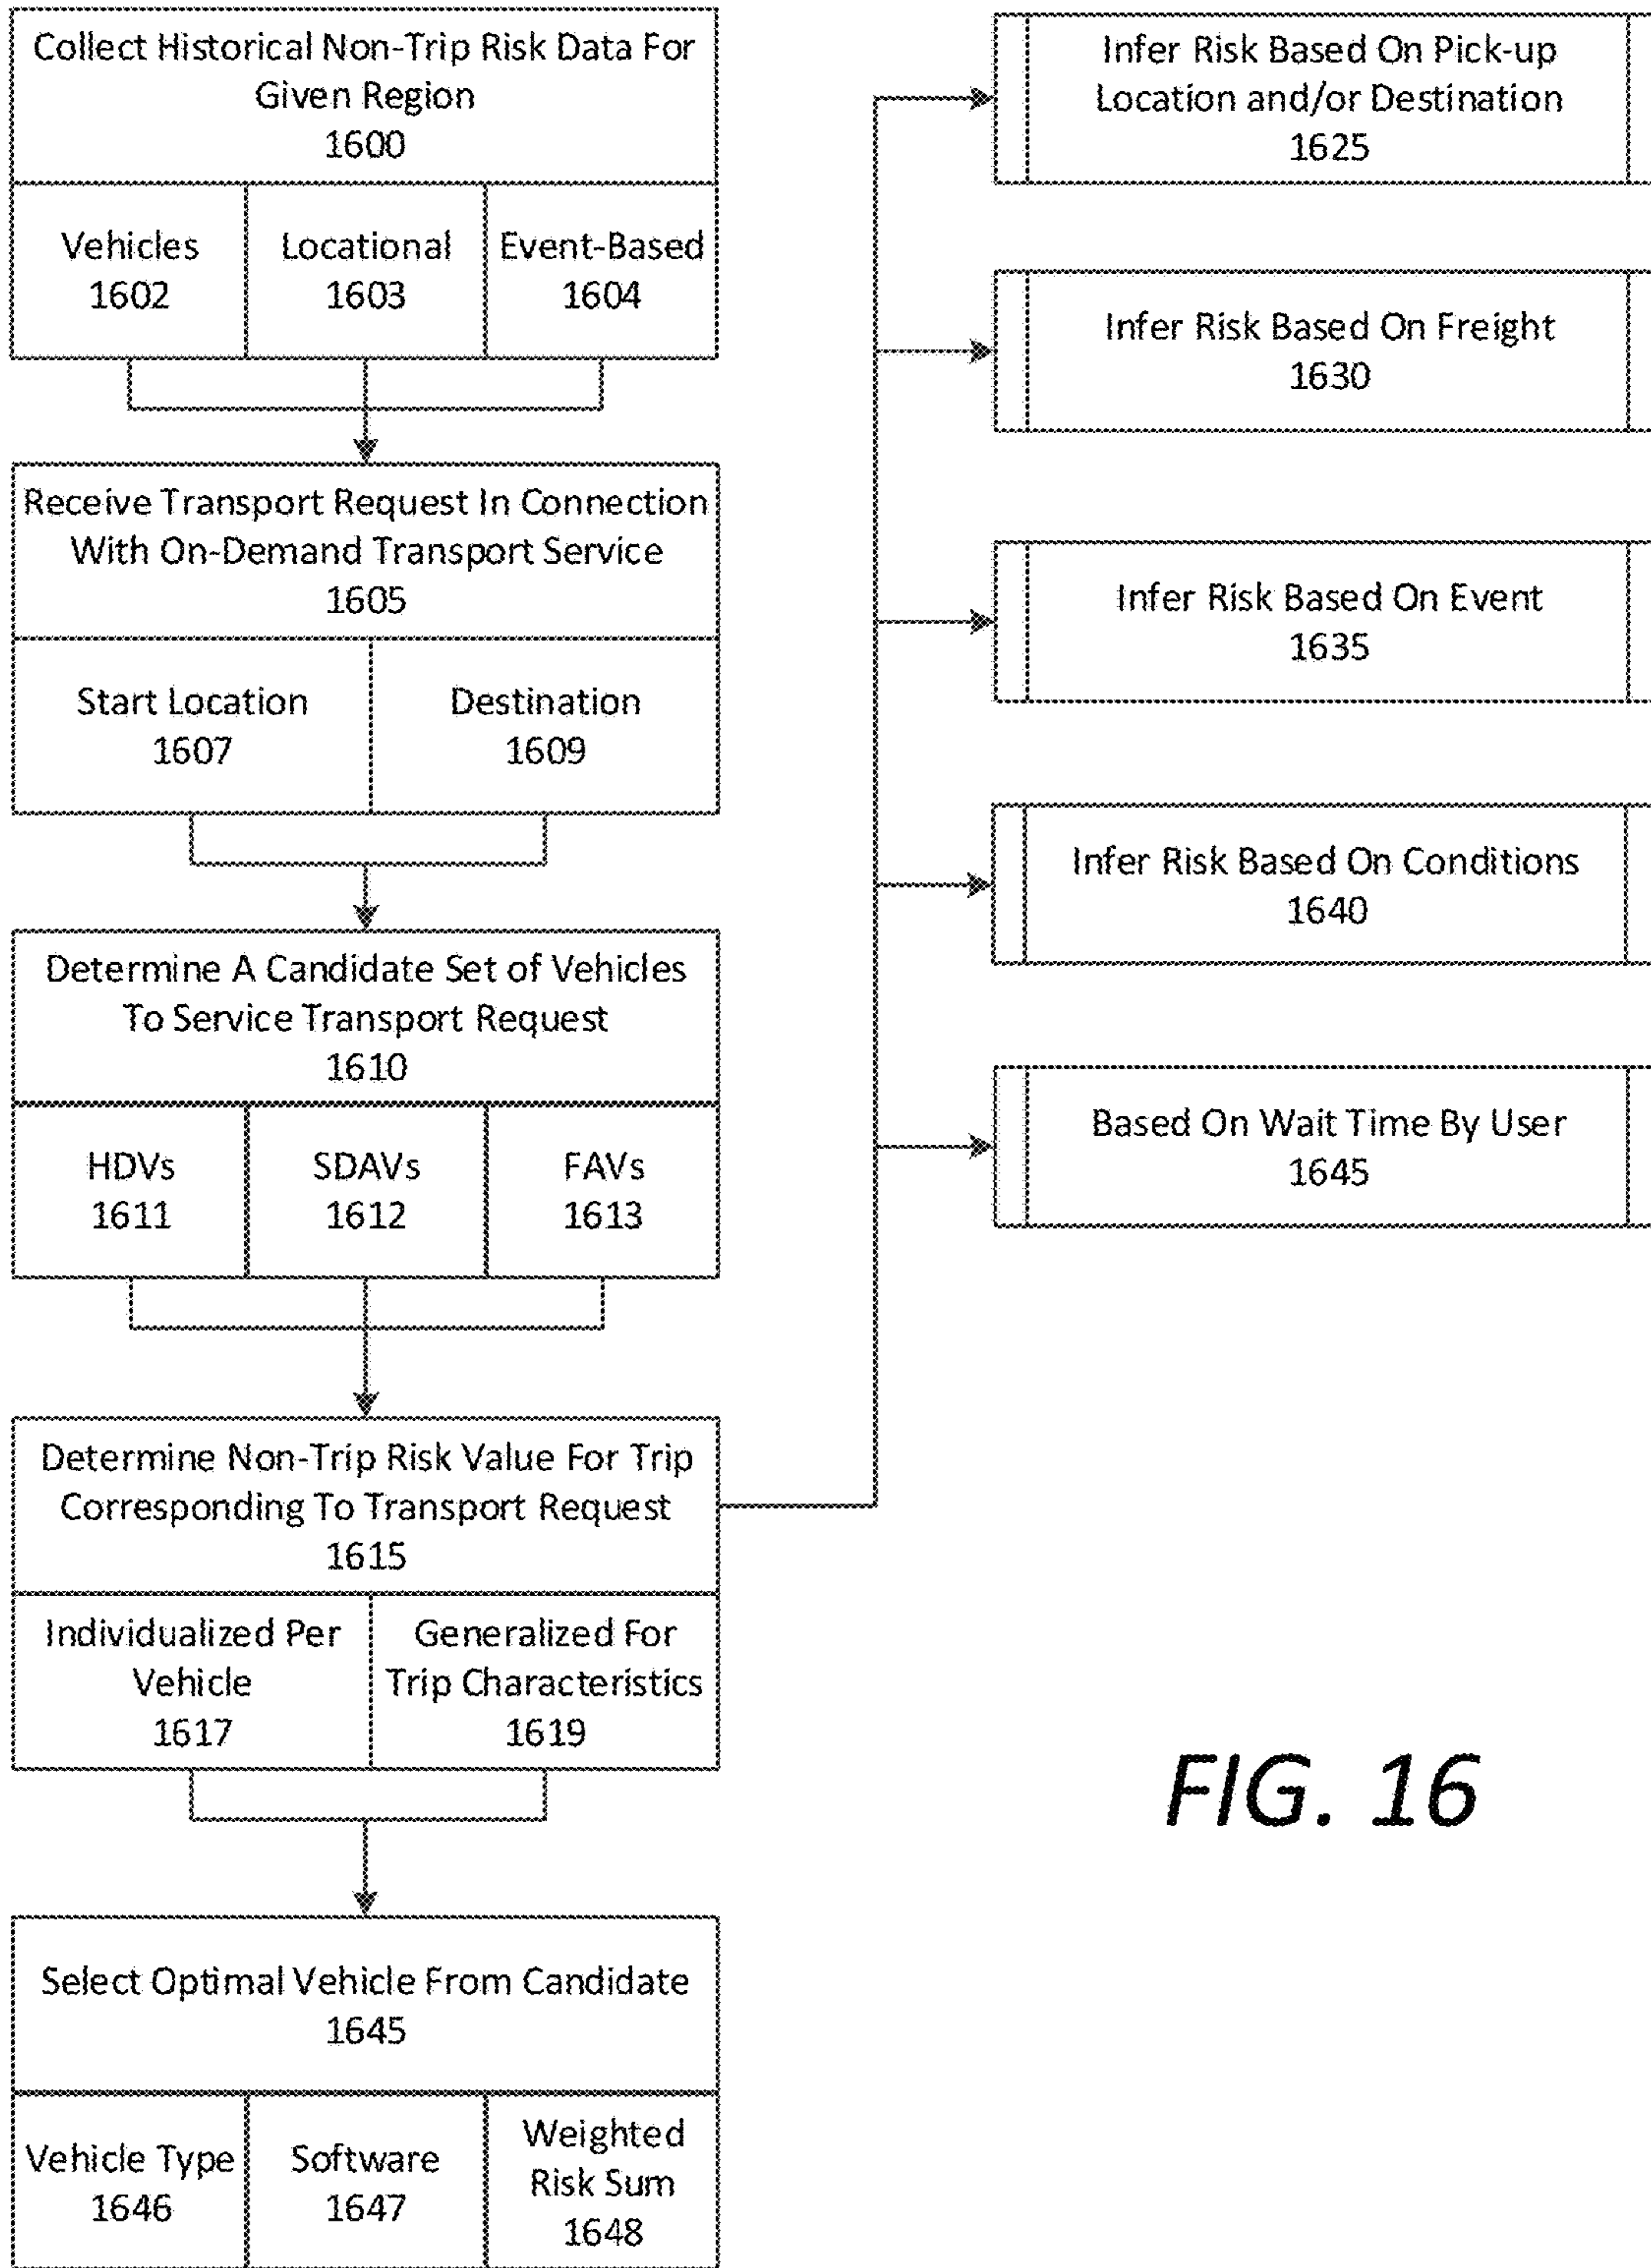 Collect Historical Non-Trip Risk Data For
Given Region
1600
Vehicles
1602
Locational
1603
Event-Based
1604
Receive Transport Request In Connection
With On-Demand Transport Service
1605
Start Location
1607
Destination
1609
Determine A Candidate Set of Vehicles
To Service Transport Request
1610
HDVs
1611
SDAVs
1612
FAVs
1613
Determine Non-Trip Risk Value For Trip
Corresponding To Transport Request
1615
Individualized Per
Vehicle
1617
Generalized For
Trip Characteristics
1619
Select Optimal Vehicle From Candidate
1645
Vehicle Type
1646
Software
1647
Weighted
Risk Sum
1648
Infer Risk Based On Pick-up
Location and/or Destination
1625
Infer Risk Based On Freight
1630
Infer Risk Based On Event
1635
Infer Risk Based On Conditions
1640
Based On Wait Time By User
1645
FIG. 16